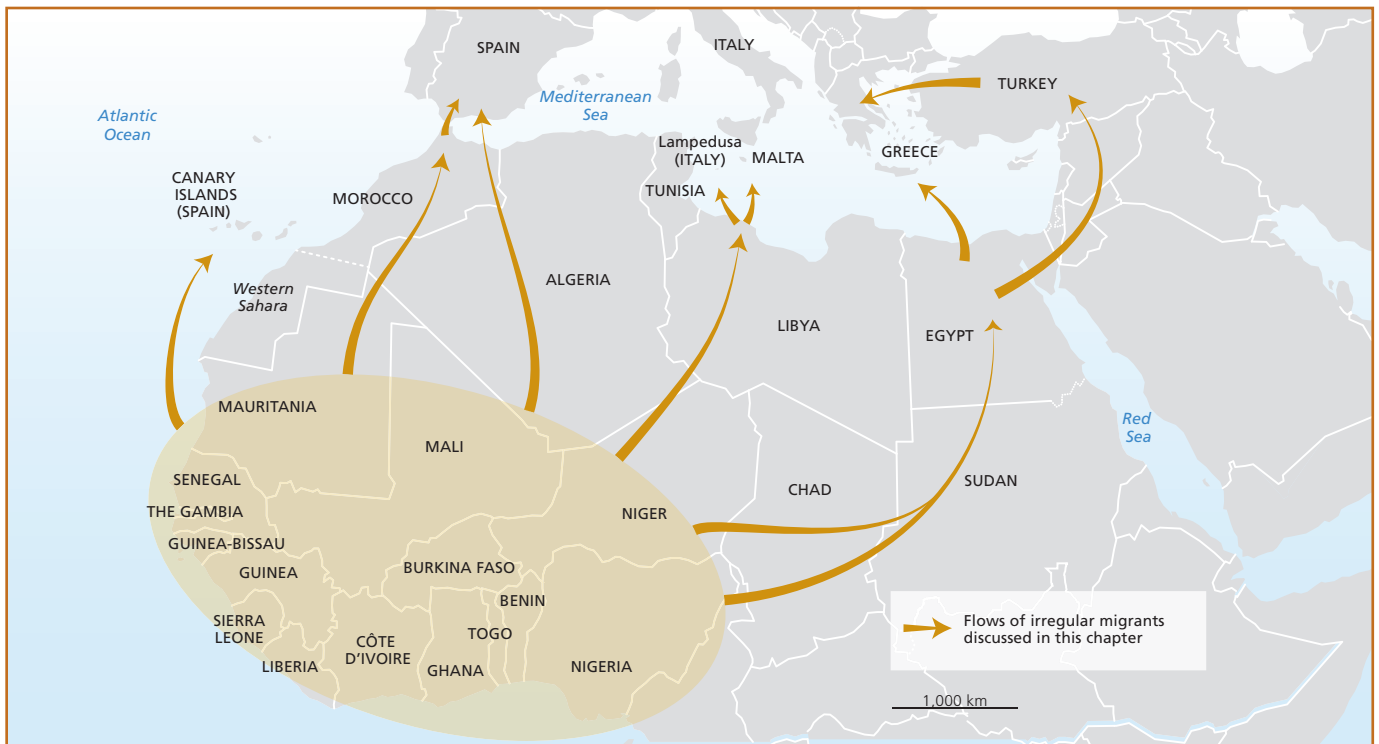 SPAIN
ITALY
TURKEY
Atlantic
Ocean
Mediterranean
Sea
Lampedusa
(ITALY)
MALTA
GREECE
CANARY
ISLANDS
(SPAIN)
MOROCCO
TUNISIA
Western
Sahara
ALGERIA
LIBYA
EGYPT
MAURITANIA
MALI
Red
Sea
SENEGAL
CHAD
SUDAN
THE GAMBIA
NIGER
GUINEA-BISSAU
GUINEA
BURKINA FASO
BENIN
SIERRA
LEONE
CÔTE
D'IVOIRE
TOGO
LIBERIA
GHANA
NIGERIA
Flows of irregular migrants
discussed in this chapter
1,000 km